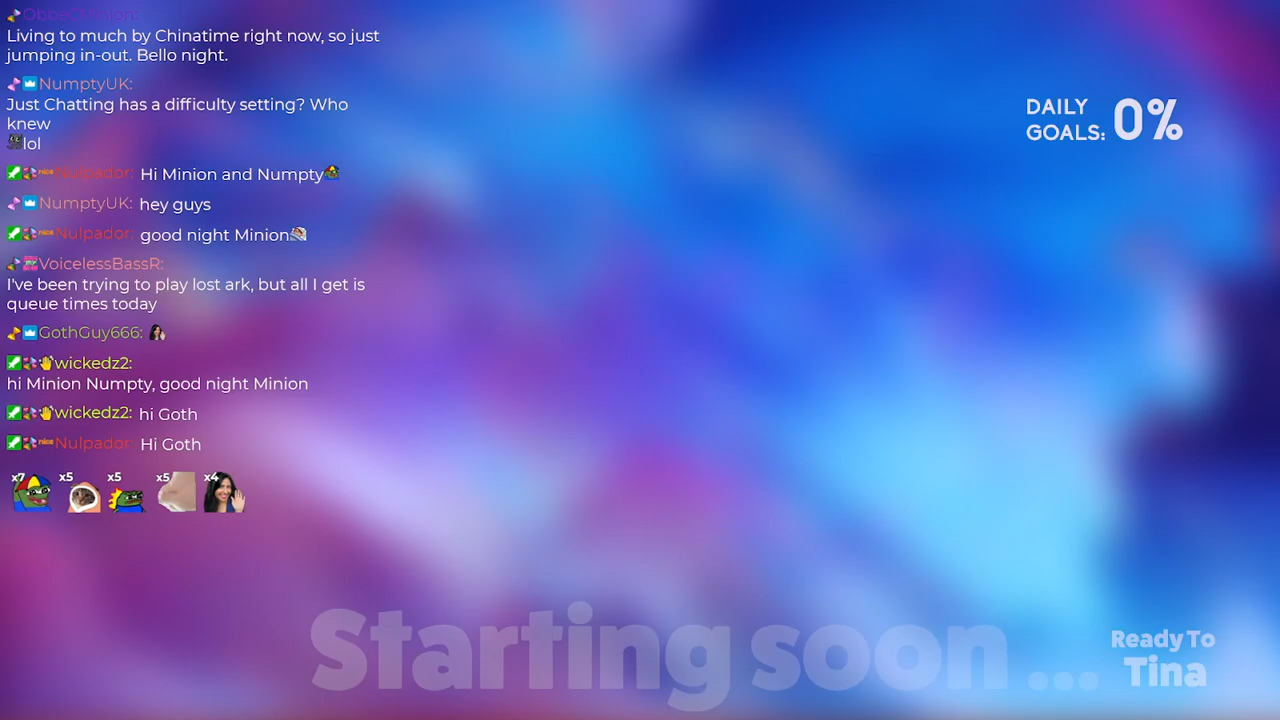 Living to much by Chinatime right now, so just
jumping in-out. Bello night.
NumptyUK:
Just Chatting has a difficulty setting? Who
knew
lol
Nulpador: Hi Minion and Numpty
NumptyUK: hey guys
Nulpador: good night Minion
VoicelessBassR:
I've been trying to play lost ark, but all I get is
queue times today
GothGuy666:
wickedz2:
hi Minion Numpty, good night Minion
wickedz2: hi Goth
Nulpador: Hi Goth
x7 x5 x5 x5 x4
DAILY
GOALS: 0%
Starting soon ...
Ready To
Tina